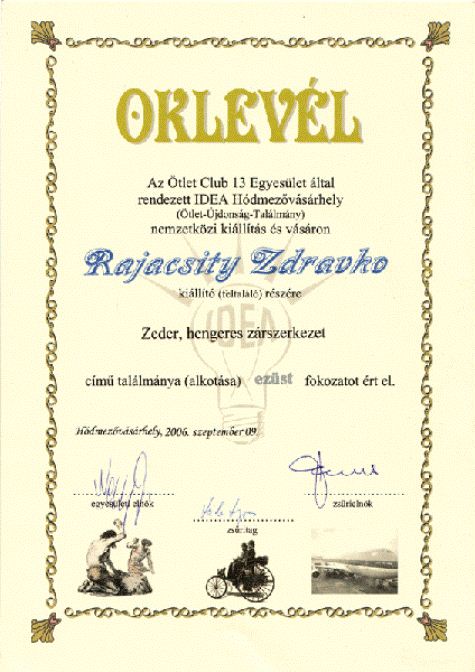 OKLEVÉL
Az Ötlet Club 13 Egyesület által
rendezett IDEA Hódmezővásárhely
(Ötlet-Újdonság-Találmány)
nemzetközi kiállítás és vásáron
Rajacsity Zdravko
kiállító (feltaláló) részére
IDEA
Zeder, hengeres zárszerkezet
című találmánya (alkotása) ezüst fokozatot ért el.
Hódmezővásárhely, 2006. szeptember 09.
egyesületi elnök
zsűrielnök
zsűri tag